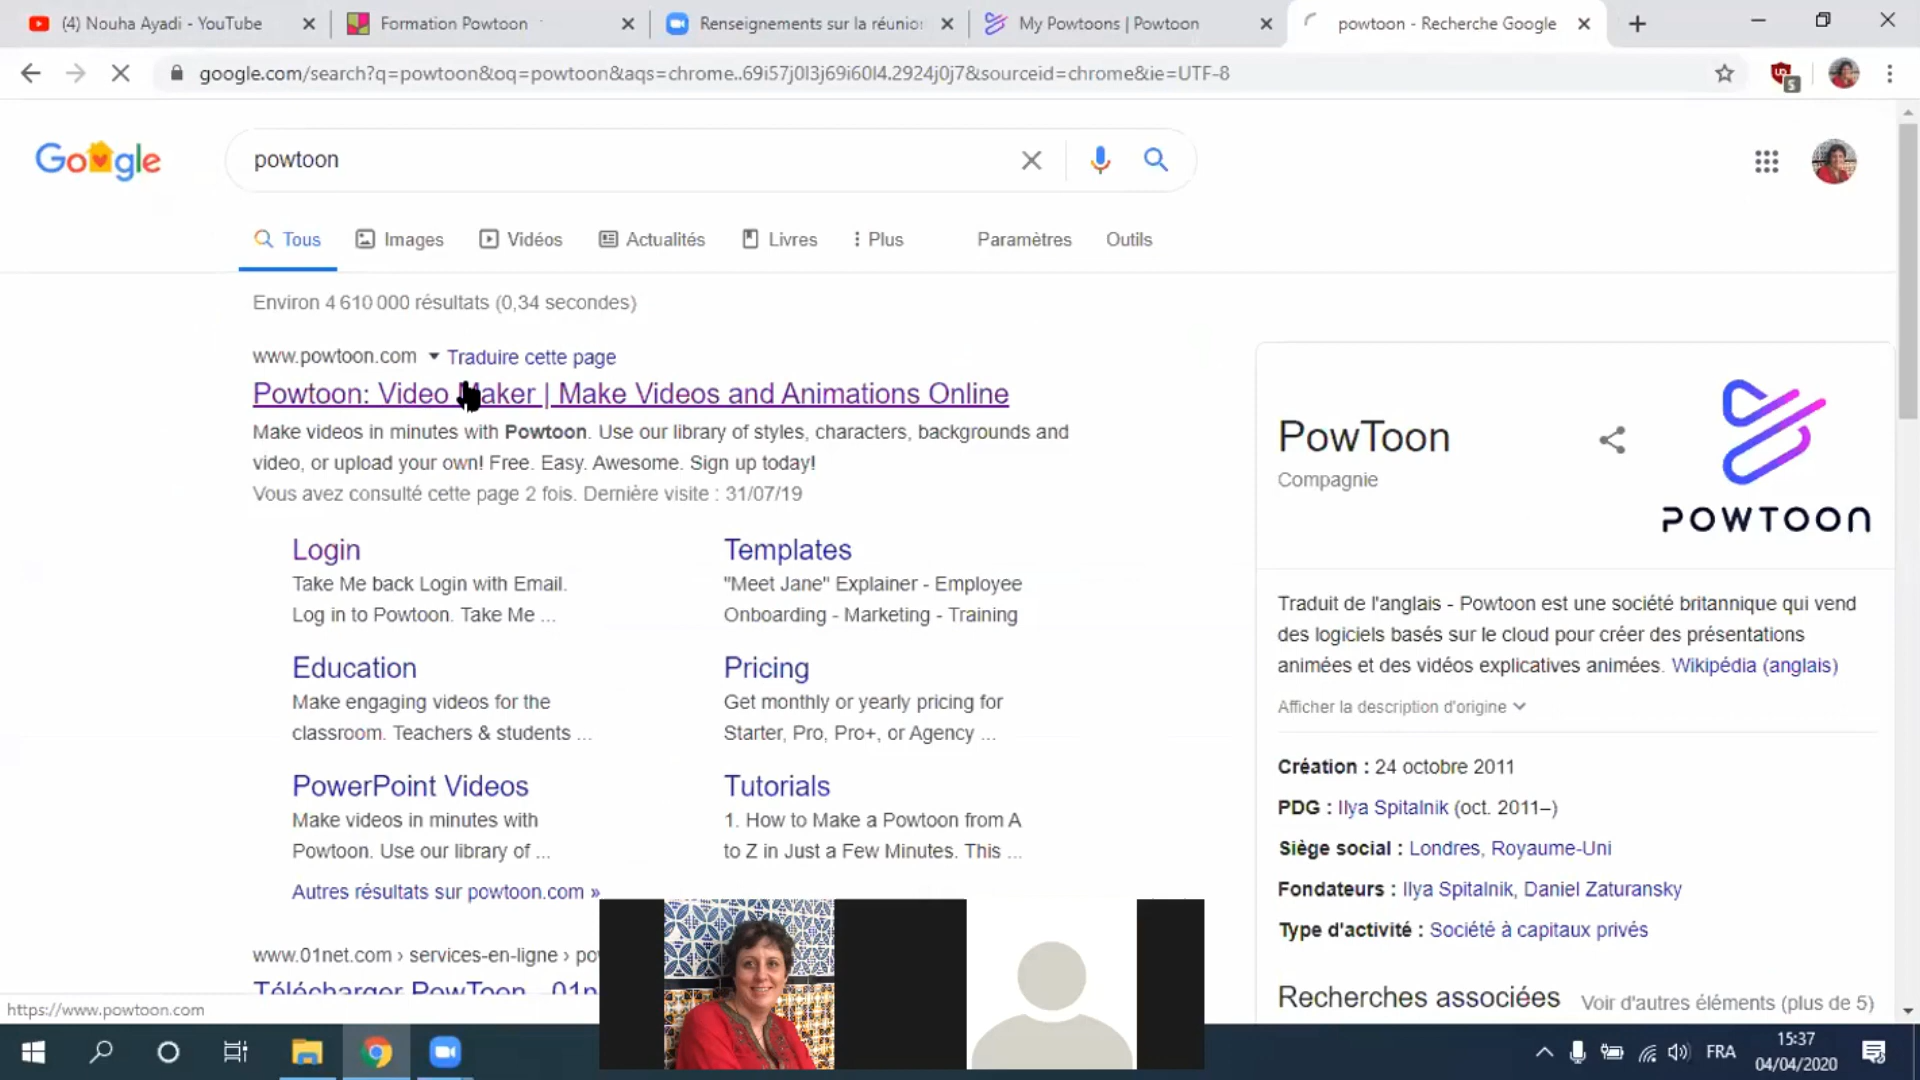 (4) Nouha Ayadi - YouTube
Formation Powtoon
Renseignements sur la réunion
My Powtoons | Powtoon
powtoon - Recherche Google
google.com/search?q=powtoon&oq=powtoon&aqs=chrome..69i57j0l3j69i60l4.2924j0j7&sourceid=chrome&ie=UTF-8
Google
powtoon
Tous
Images
Vidéos
Actualités
Livres
Plus
Paramètres
Outils
Environ 4 610 000 résultats (0,34 secondes)
www.powtoon.com
Traduire cette page
Powtoon: Video Maker | Make Videos and Animations Online
Make videos in minutes with Powtoon. Use our library of styles, characters, backgrounds and
video, or upload your own! Free. Easy. Awesome. Sign up today!
Vous avez consulté cette page 2 fois. Dernière visite : 31/07/19
Login
Take Me back Login with Email.
Log in to Powtoon. Take Me ...
Templates
"Meet Jane" Explainer - Employee
Onboarding - Marketing - Training
Education
Make engaging videos for the
classroom. Teachers & students ...
Pricing
Get monthly or yearly pricing for
Starter, Pro, Pro+, or Agency ...
PowerPoint Videos
Make videos in minutes with
Powtoon. Use our library of ...
Tutorials
1. How to Make a Powtoon from A
to Z in Just a Few Minutes. This ...
Autres résultats sur powtoon.com »
www.01net.com › services-en-ligne ›
Télécharger PowToon
PowToon
Compagnie
POWTOON
Traduit de l'anglais - Powtoon est une société britannique qui vend
des logiciels basés sur le cloud pour créer des présentations
animées et des vidéos explicatives animées. Wikipédia (anglais)
Afficher la description d'origine
Création : 24 octobre 2011
PDG : Ilya Spitalnik (oct. 2011–)
Siège social : Londres, Royaume-Uni
Fondateurs : Ilya Spitalnik, Daniel Zaturansky
Type d'activité : Société à capitaux privés
Recherches associées
Voir d'autres éléments (plus de 5)
https://www.powtoon.com
FRA
15:37
04/04/2020